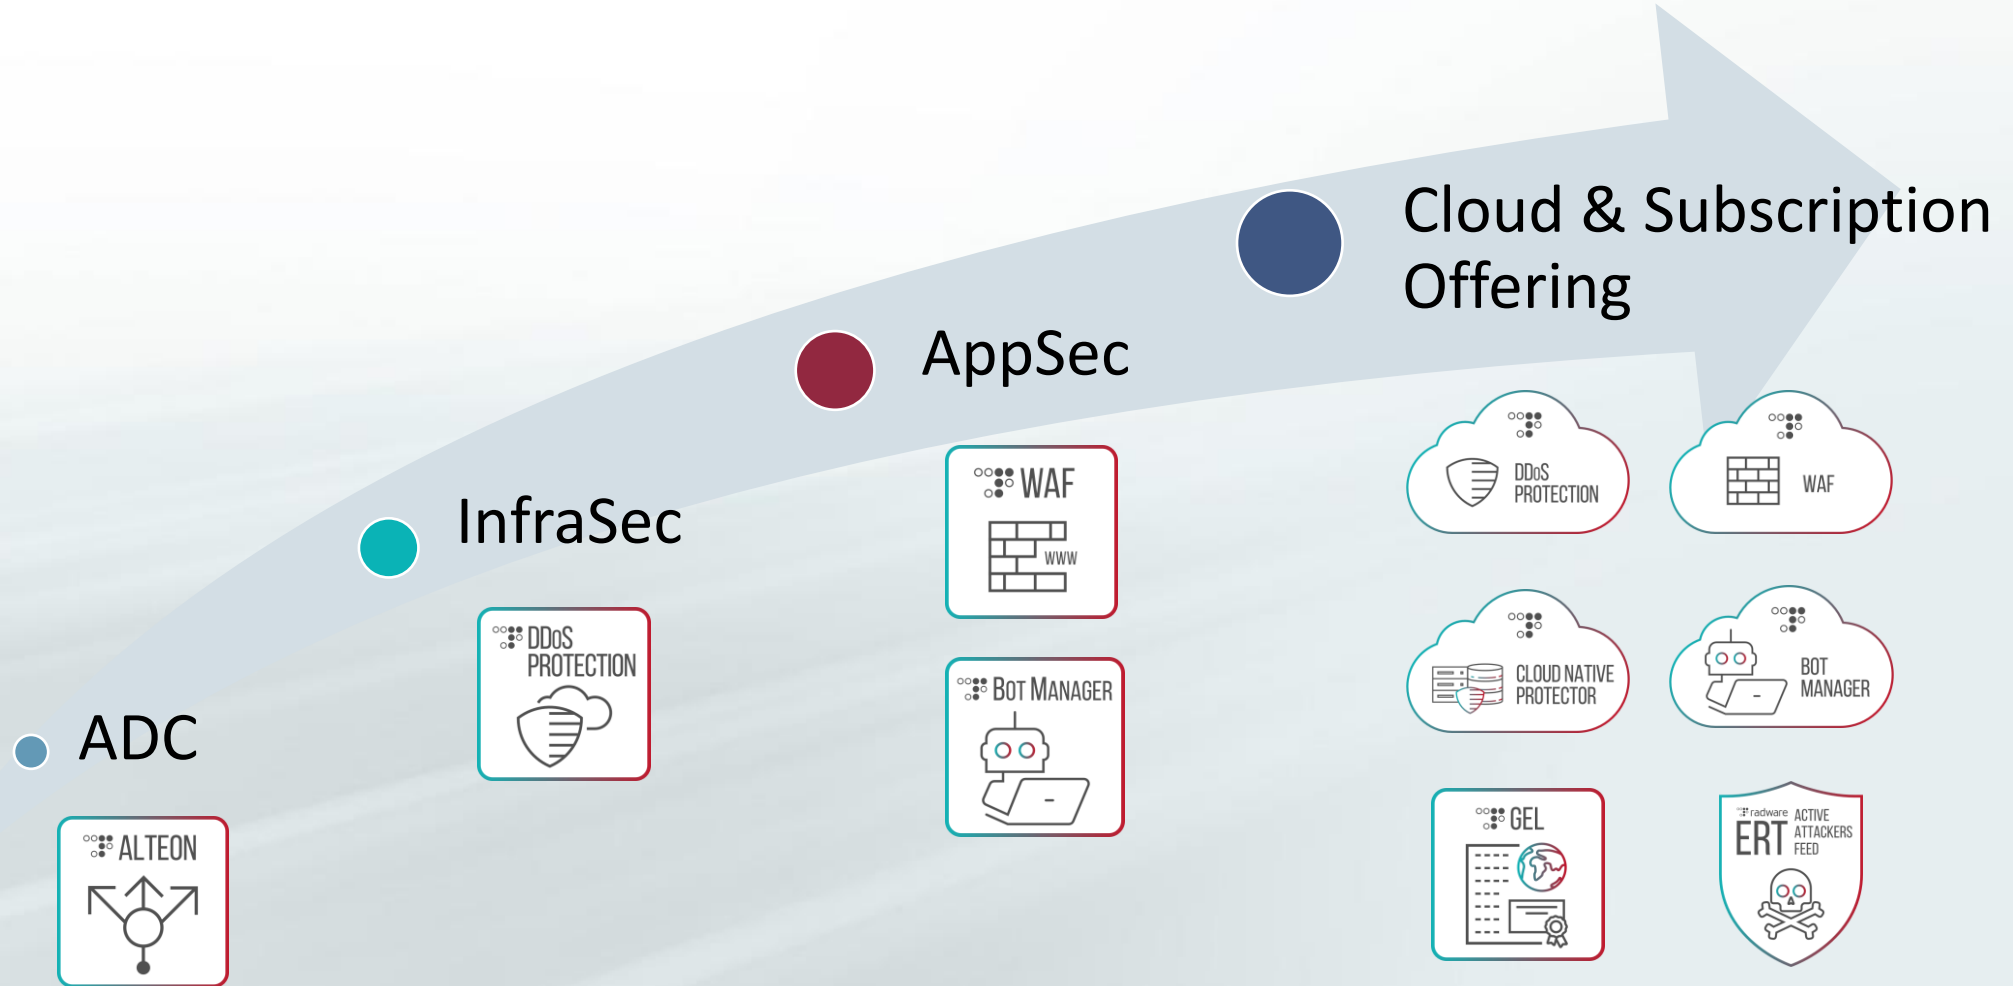 Cloud & Subscription
Offering
AppSec
InfraSec
ADC
ALTEON
DDoS
PROTECTION
WAF
WWW
BOT MANAGER
DDoS
PROTECTION
WAF
CLOUD NATIVE
PROTECTOR
BOT
MANAGER
GEL
radware
ERT
ACTIVE
ATTACKERS
FEED